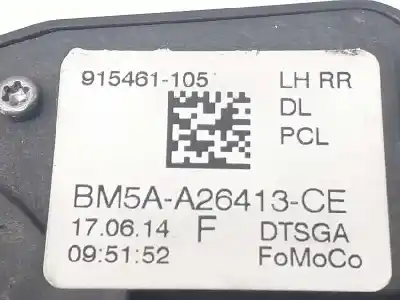 915461-105 LH RR
DL
PCL
BM5A-A26413-CE
17.06.14 F DTSGA
09:51:52 FoMoCo